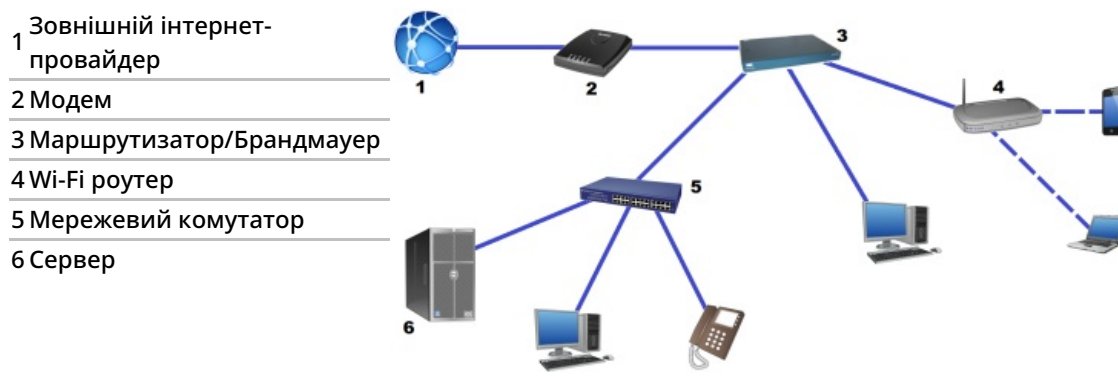 1 Зовнішній інтернет-
провайдер
2 Модем
3 Маршрутизатор/Брандмауер
4 Wi-Fi роутер
5 Мережевий комутатор
6 Сервер
1
2
3
4
5
6